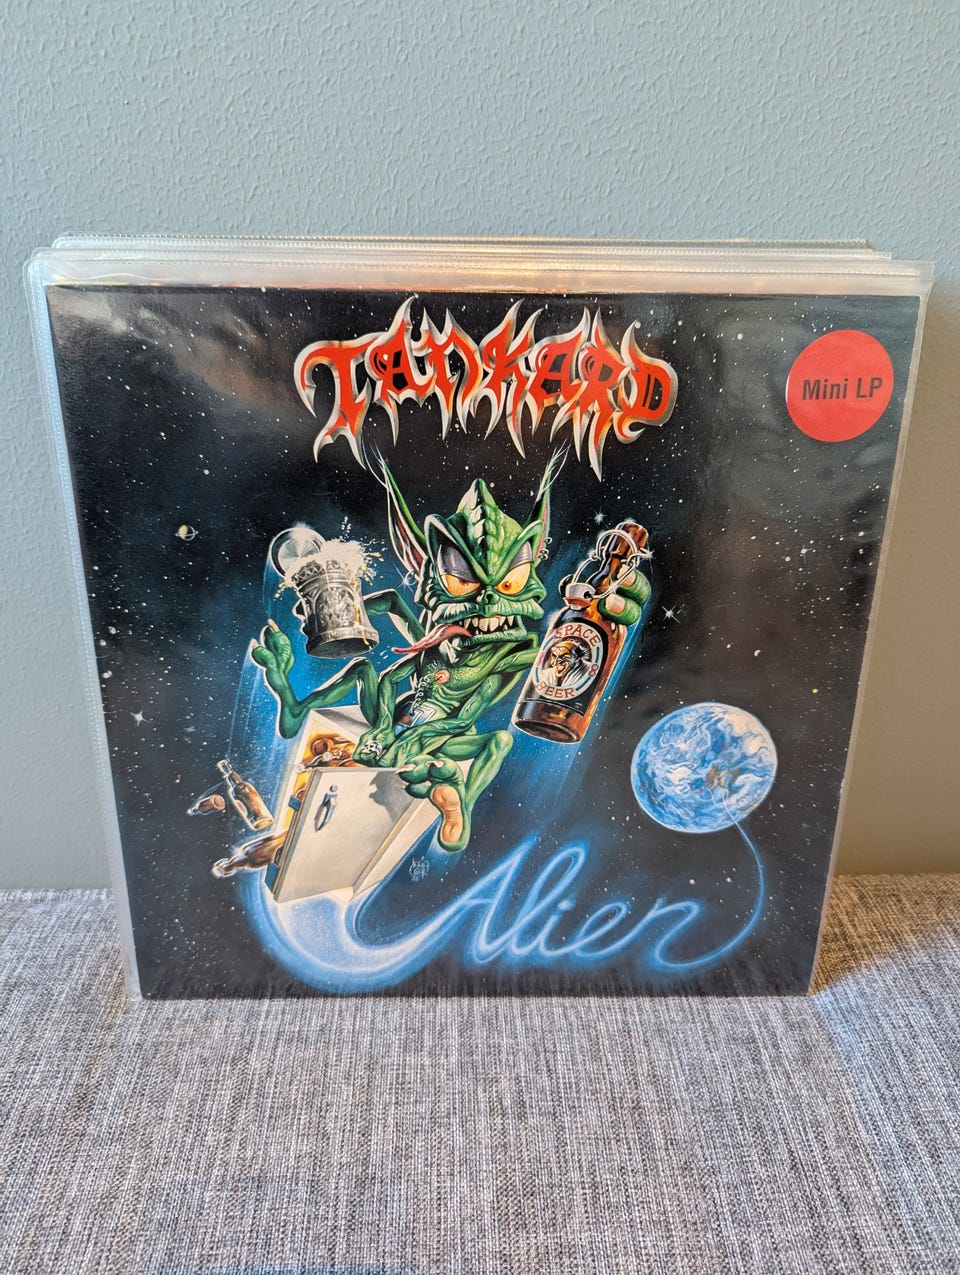 TANKARD
Mini LP
SPACE
BEER
Alien